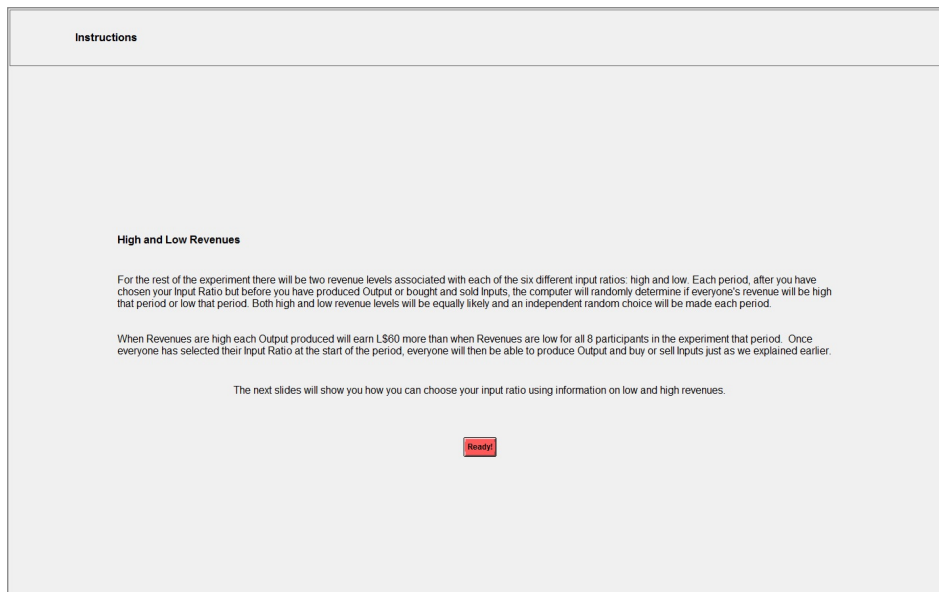 Instructions
High and Low Revenues
For the rest of the experiment there will be two revenue levels associated with each of the six different input ratios: high and low. Each period, after you have
chosen your Input Ratio but before you have produced Output or bought and sold Inputs, the computer will randomly determine if everyone's revenue will be high
that period or low that period. Both high and low revenue levels will be equally likely and an independent random choice will be made each period.
When Revenues are high each Output produced will earn L$60 more than when Revenues are low for all 8 participants in the experiment that period. Once
everyone has selected their Input Ratio at the start of the period, everyone will then be able to produce Output and buy or sell Inputs just as we explained earlier.
The next slides will show you how you can choose your input ratio using information on low and high revenues.
Ready!